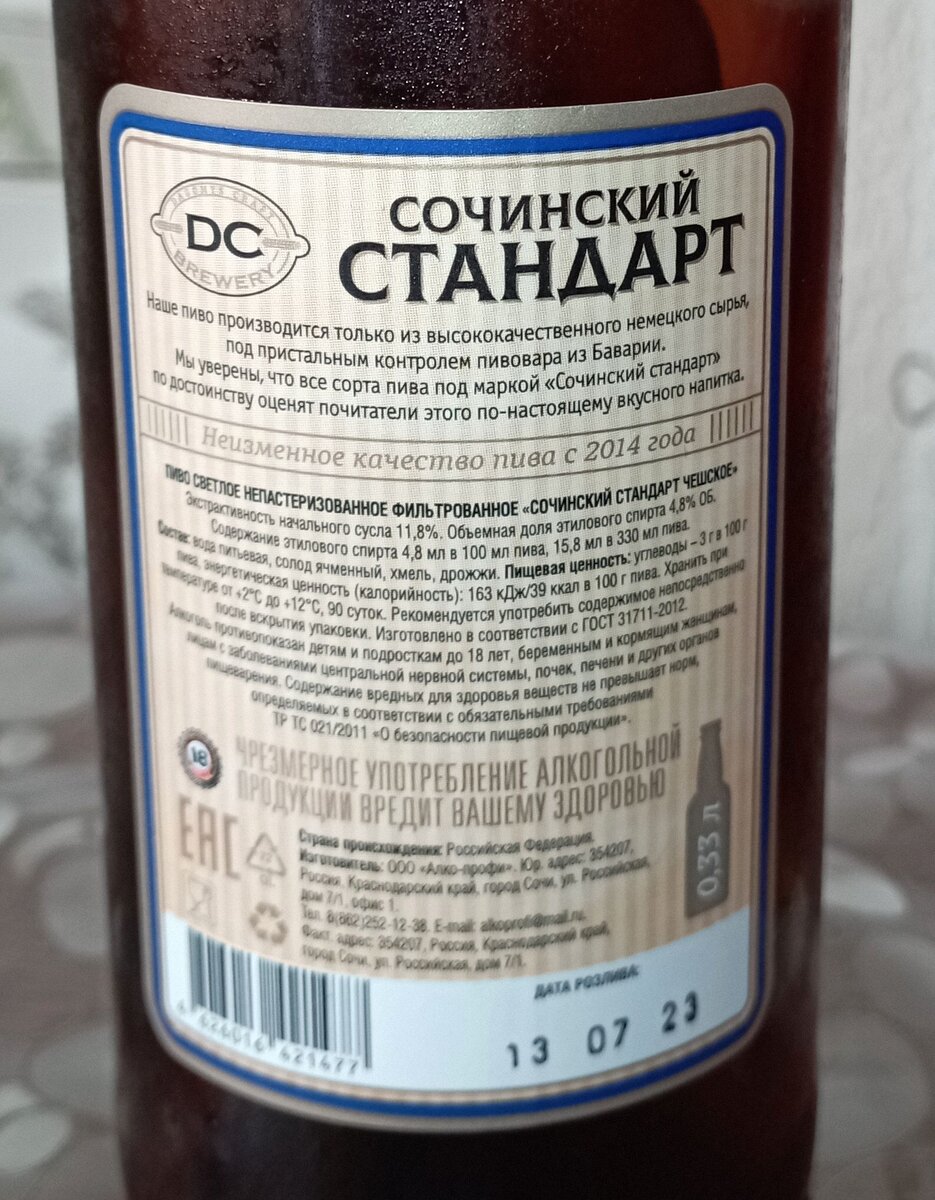 DAGOMYS CRAFT
DC
BREWERY
СОЧИНСКИЙ
СТАНДАРТ
Наше пиво производится только из высококачественного немецкого сырья,
под пристальным контролем пивовара из Баварии.
Мы уверены, что все сорта пива под маркой «Сочинский стандарт»
по достоинству оценят почитатели этого по-настоящему вкусного напитка.
Неизменное качество пива с 2014 года
ПИВО СВЕТЛОЕ НЕПАСТЕРИЗОВАННОЕ ФИЛЬТРОВАННОЕ «СОЧИНСКИЙ СТАНДАРТ ЧЕШСКОЕ»
Экстрактивность начального сусла 11,8%. Объемная доля этилового спирта 4,8% ОБ.
Содержание этилового спирта 4,8 мл в 100 мл пива, 15,8 мл в 330 мл пива.
Состав: вода питьевая, солод ячменный, хмель, дрожжи. Пищевая ценность: углеводы – 3 г в 100 г
пива, энергетическая ценность (калорийность): 163 кДж/39 ккал в 100 г пива. Хранить при
температуре от +2°С до +12°С, 90 суток. Рекомендуется употребить содержимое непосредственно
после вскрытия упаковки. Изготовлено в соответствии с ГОСТ 31711-2012.
Алкоголь противопоказан детям и подросткам до 18 лет, беременным и кормящим женщинам,
лицам с заболеваниями центральной нервной системы, почек, печени и других органов
пищеварения. Содержание вредных для здоровья веществ не превышает норм,
определяемых в соответствии с обязательными требованиями
ТР ТС 021/2011 «О безопасности пищевой продукции».
18
ЧРЕЗМЕРНОЕ УПОТРЕБЛЕНИЕ АЛКОГОЛЬНОЙ
ПРОДУКЦИИ ВРЕДИТ ВАШЕМУ ЗДОРОВЬЮ
EAC
0,33 л
Страна происхождения: Российская Федерация.
Изготовитель: ООО «Алко-профи». Юр. адрес: 354207,
Россия, Краснодарский край, город Сочи, ул. Российская,
дом 7/1, офис 1.
Тел. 8(862)252-12-38. E-mail: alkoprofi@mail.ru.
Факт. адрес: 354207, Россия, Краснодарский край,
город Сочи, ул. Российская, дом 7/1.
ДАТА РОЗЛИВА:
13 07 23
4 626016 421677